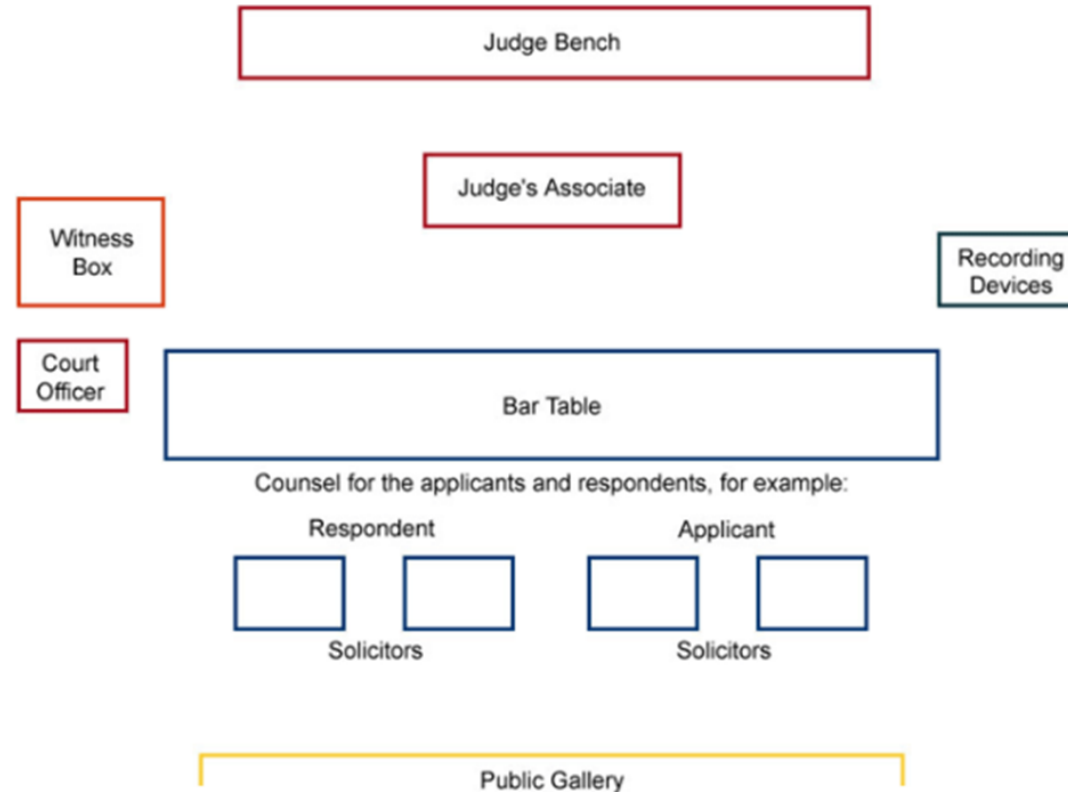 Judge Bench
Judge's Associate
Witness
Box
Recording
Devices
Court
Officer
Bar Table
Counsel for the applicants and respondents, for example:
Respondent
Applicant
Solicitors
Solicitors
Public Gallery